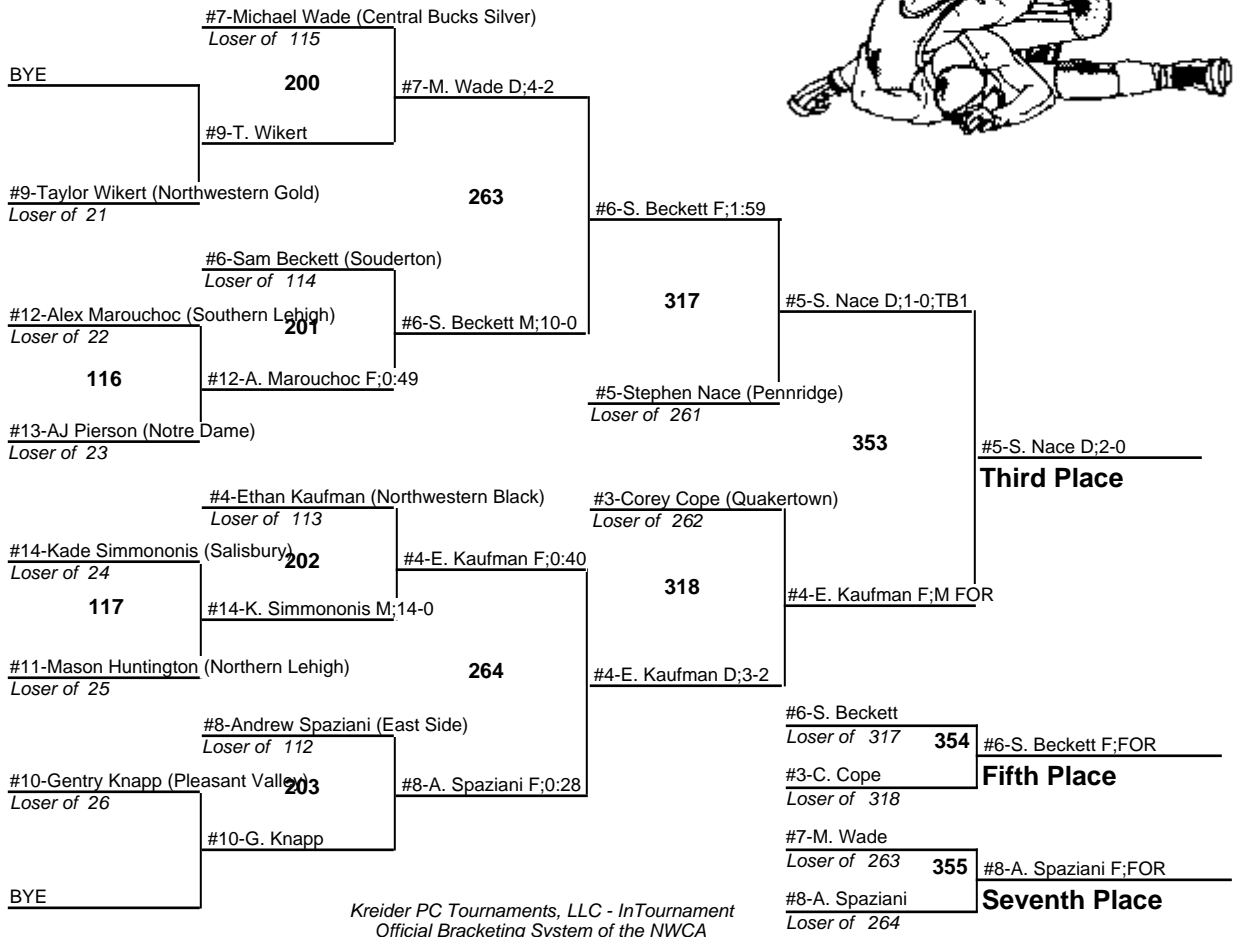 #7-Michael Wade (Central Bucks Silver)
Loser of 115
BYE
200
#7-M. Wade D;4-2
#9-T. Wikert
#9-Taylor Wikert (Northwestern Gold)
Loser of 21
263
#6-S. Beckett F;1:59
#6-Sam Beckett (Souderton)
Loser of 114
#12-Alex Marouchoc (Southern Lehigh)
Loser of 22
201
#6-S. Beckett M;10-0
317
#5-S. Nace D;1-0;TB1
116
#12-A. Marouchoc F;0:49
#5-Stephen Nace (Pennridge)
Loser of 261
#13-AJ Pierson (Notre Dame)
Loser of 23
353
#5-S. Nace D;2-0
Third Place
#4-Ethan Kaufman (Northwestern Black)
Loser of 113
#3-Corey Cope (Quakertown)
Loser of 262
#14-Kade Simmononis (Salisbury)
Loser of 24
202
#4-E. Kaufman F;0:40
318
#4-E. Kaufman F;M FOR
117
#14-K. Simmononis M;14-0
#11-Mason Huntington (Northern Lehigh)
Loser of 25
264
#4-E. Kaufman D;3-2
#8-Andrew Spaziani (East Side)
Loser of 112
#6-S. Beckett
Loser of 317
354
#6-S. Beckett F;FOR
Fifth Place
#3-C. Cope
Loser of 318
#10-Gentry Knapp (Pleasant Valley)
Loser of 26
203
#8-A. Spaziani F;0:28
#10-G. Knapp
BYE
#7-M. Wade
Loser of 263
355
#8-A. Spaziani F;FOR
Seventh Place
#8-A. Spaziani
Loser of 264
Kreider PC Tournaments, LLC - InTournament
Official Bracketing System of the NWCA